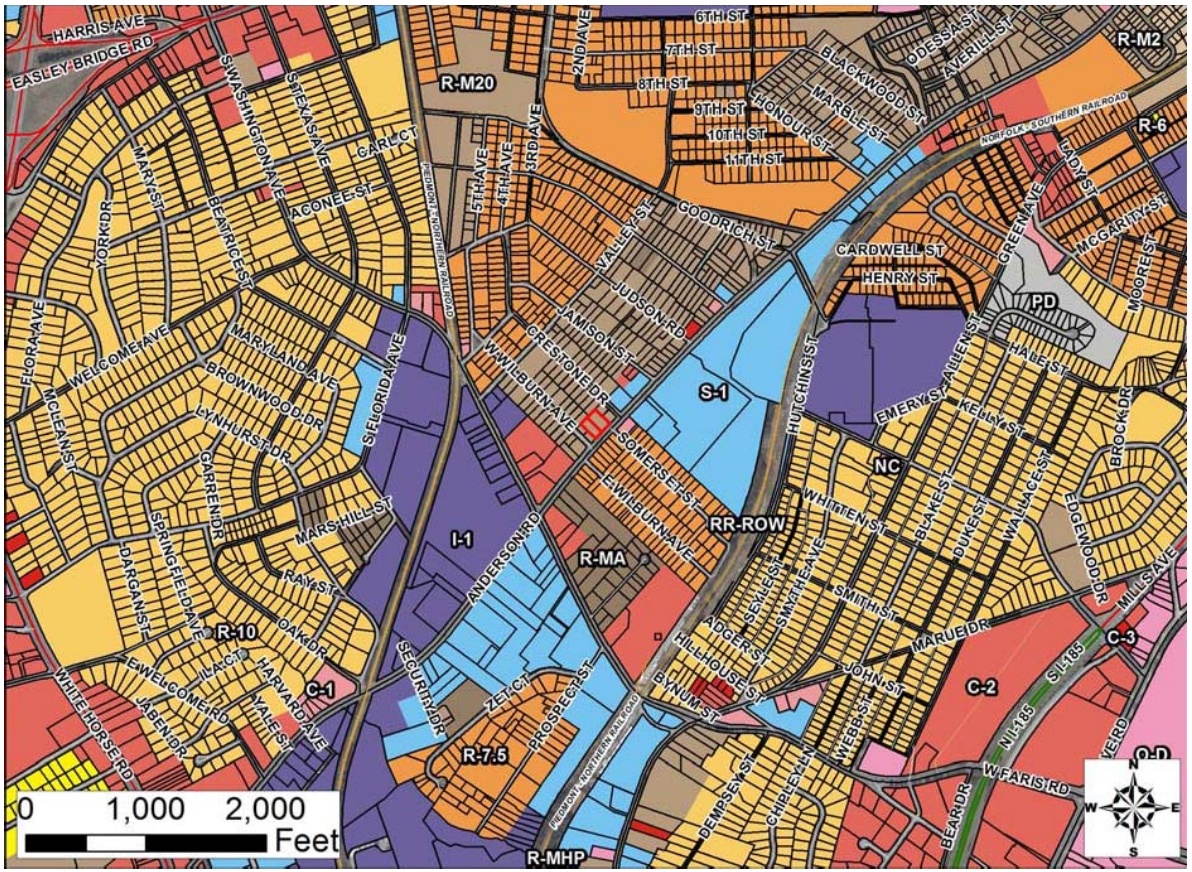 HARRIS AVE
EASLEY BRIDGE RD
S WASHINGTON AVE
S TEXAS AVE
CARL CT
ACONEE ST
MARY ST
BEATRICE ST
YORK DR
FLORA AVE
WELCOME AVE
MCLEAN ST
MARYLAND AVE
BROWNWOOD DR
LYNHURST DR
GARREN DR
S FLORIDA AVE
MARS HILL ST
SPRINGFIELD AVE
DARGAN ST
RAY ST
OAK DR
R-10
ILA CT
E WELCOME RD
JASEN DR
HARVARD AVE
YALE ST
WHITE HORSE RD
C-1
R-M20
PIEDMONT - NORTHERN RAILROAD
2ND AVE
3RD AVE
4TH AVE
5TH AVE
6TH ST
7TH ST
8TH ST
9TH ST
10TH ST
11TH ST
HONOUR ST
MARBLE ST
BLACKWOOD ST
ODESSA ST
AVERILL ST
R-M2
R-6
NORFOLK - SOUTHERN RAILROAD
LADY ST
MCGARITY ST
MOORE ST
GREEN AVE
GOODRICH ST
VALLEY ST
JUDSON RD
JAMISON ST
CRESTONE DR
W WILBURN AVE
CARDWELL ST
HENRY ST
PD
S-1
HUTCHINS ST
AILEEN ST
EMERY ST
YALE ST
KELLY ST
BROCK DR
NC
SOMERSET ST
E WILBURN AVE
RR-ROW
WHITTEN ST
BLAKE ST
DUKE ST
WALLACE ST
EDGEWOOD DR
I-1
ANDERSON RD
R-MA
SEXLE ST
SMYTHE AVE
SMITH ST
ADGER ST
MARUE DR
MILLS AVE
C-3
HILLHOUSE S
BYNUM ST
JOHN ST
WEBB ST
C-2
S I-185
N I-185
SECURITY DR
ZEY CT
PROSPECT ST
R-7.5
PIEDMONT - NORTHERN RAILROAD
DEMPSEY ST
CHIPLEY LN
W FARIS RD
BEAR DR
O-D
R-MHP
0 1,000 2,000
Feet
N
W E
S